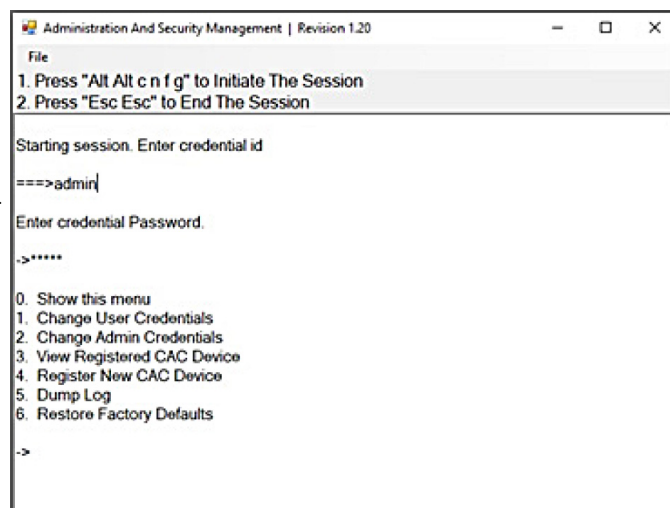 Administration And Security Management | Revision 1.20
File
1. Press "Alt Alt c n f g" to Initiate The Session
2. Press "Esc Esc" to End The Session
Starting session. Enter credential id
===>admin
Enter credential Password.
->*****
0. Show this menu
1. Change User Credentials
2. Change Admin Credentials
3. View Registered CAC Device
4. Register New CAC Device
5. Dump Log
6. Restore Factory Defaults
->